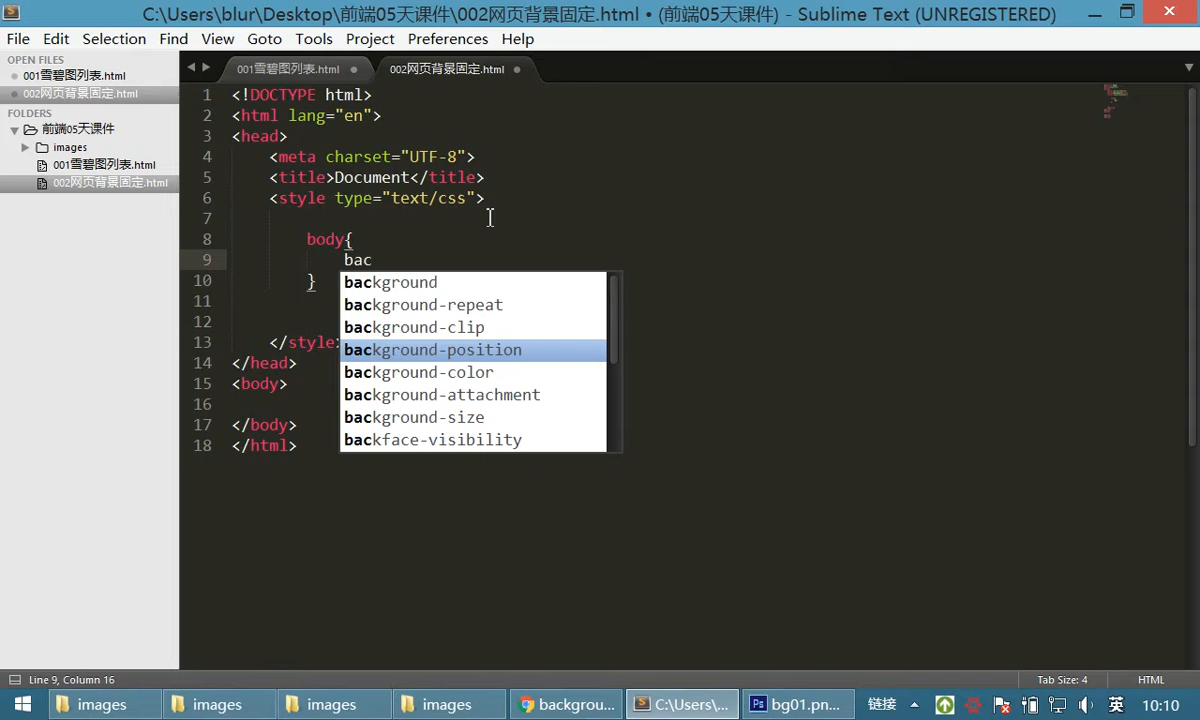 C:\Users\blur\Desktop\前端05天课件\002网页背景固定.html • (前端05天课件) - Sublime Text (UNREGISTERED)
File Edit Selection Find View Goto Tools Project Preferences Help
OPEN FILES
001雪碧图列表.html
002网页背景固定.html
FOLDERS
前端05天课件
images
001雪碧图列表.html
002网页背景固定.html
001雪碧图列表.html
002网页背景固定.html
1 <!DOCTYPE html>
2 <html lang="en">
3 <head>
4 <meta charset="UTF-8">
5 <title>Document</title>
6 <style type="text/css">
7
8 body{
9 bac
10 }
11
12
13 </style>
14 </head>
15 <body>
16
17 </body>
18 </html>
background
background-repeat
background-clip
background-position
background-color
background-attachment
background-size
backface-visibility
Line 9, Column 16
Tab Size: 4
HTML
images
images
images
images
backgrou...
C:\Users\...
bg01.pn...
链接
英
10:10